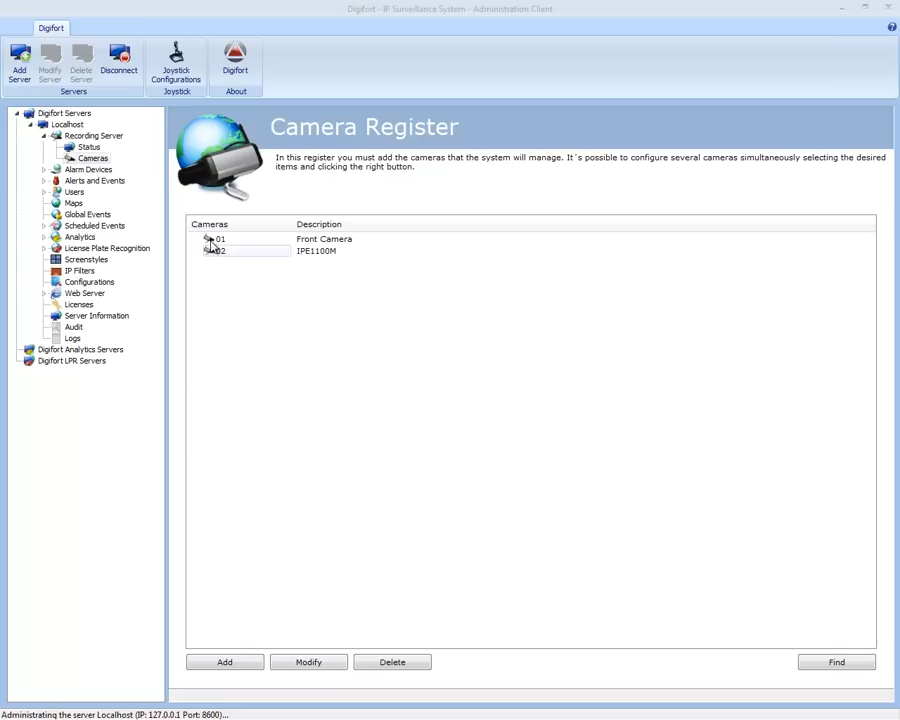 Digifort - IP Surveillance System - Administration Client
Digifort
Add Server
Modify Server
Delete Server
Disconnect
Joystick Configurations
Digifort
Servers
Joystick
About
Digifort Servers
Localhost
Recording Server
Status
Cameras
Alarm Devices
Alerts and Events
Users
Maps
Global Events
Scheduled Events
Analytics
License Plate Recognition
Screenstyles
IP Filters
Configurations
Web Server
Licenses
Server Information
Audit
Logs
Digifort Analytics Servers
Digifort LPR Servers
Camera Register
In this register you must add the cameras that the system will manage. It´s possible to configure several cameras simultaneously selecting the desired
items and clicking the right button.
Cameras Description
01 Front Camera
02 IPE1100M
Add Modify Delete Find
Administrating the server Localhost (IP: 127.0.0.1 Port: 8600)...